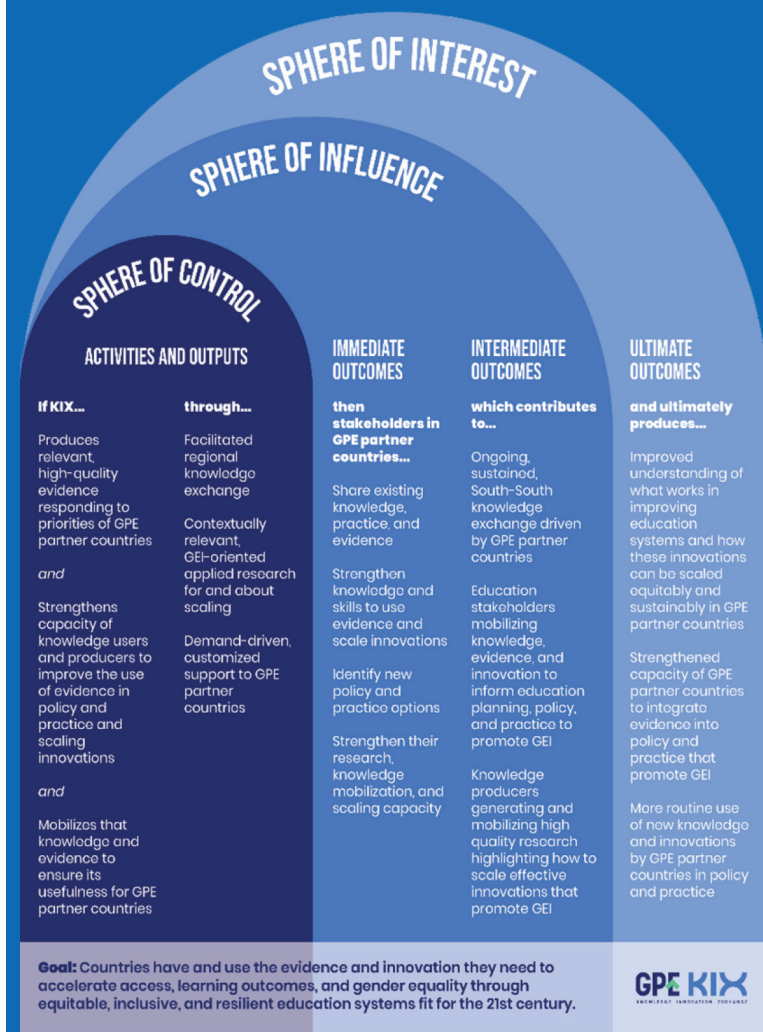 SPHERE OF INTEREST
SPHERE OF INFLUENCE
SPHERE OF CONTROL
ACTIVITIES AND OUTPUTS
If KIX...
Produces
relevant,
high-quality
evidence
responding to
priorities of GPE
partner countries
and
Strengthens
capacity of
knowledge users
and producers to
improve the use
of evidence in
policy and
practice and
scaling
innovations
and
Mobilizes that
knowledge and
evidence to
ensure its
usefulness for GPE
partner countries
through...
Facilitated
regional
knowledge
exchange
Contextually
relevant,
GEI-oriented
applied research
for and about
scaling
Demand-driven,
customized
support to GPE
partner
countries
IMMEDIATE
OUTCOMES
then
stakeholders in
GPE partner
countries...
Share existing
knowledge,
practice, and
evidence
Strengthen
knowledge and
skills to use
evidence and
scale innovations
Identify new
policy and
practice options
Strengthen their
research,
knowledge
mobilization, and
scaling capacity
INTERMEDIATE
OUTCOMES
which contributes
to...
Ongoing,
sustained,
South-South
knowledge
exchange driven
by GPE partner
countries
Education
stakeholders
mobilizing
knowledge,
evidence, and
innovation to
inform education
planning, policy,
and practice to
promote GEI
Knowledge
producers
generating and
mobilizing high
quality research
highlighting how to
scale effective
innovations that
promote GEI
ULTIMATE
OUTCOMES
and ultimately
produces...
Improved
understanding of
what works in
improving
education
systems and how
these innovations
can be scaled
equitably and
sustainably in GPE
partner countries
Strengthened
capacity of GPE
partner countries
to integrate
evidence into
policy and
practice that
promote GEI
More routine use
of new knowledge
and innovations
by GPE partner
countries in policy
and practice
Goal: Countries have and use the evidence and innovation they need to
accelerate access, learning outcomes, and gender equality through
equitable, inclusive, and resilient education systems fit for the 21st century.
GPE KIX
KNOWLEDGE INNOVATION EXCHANGE